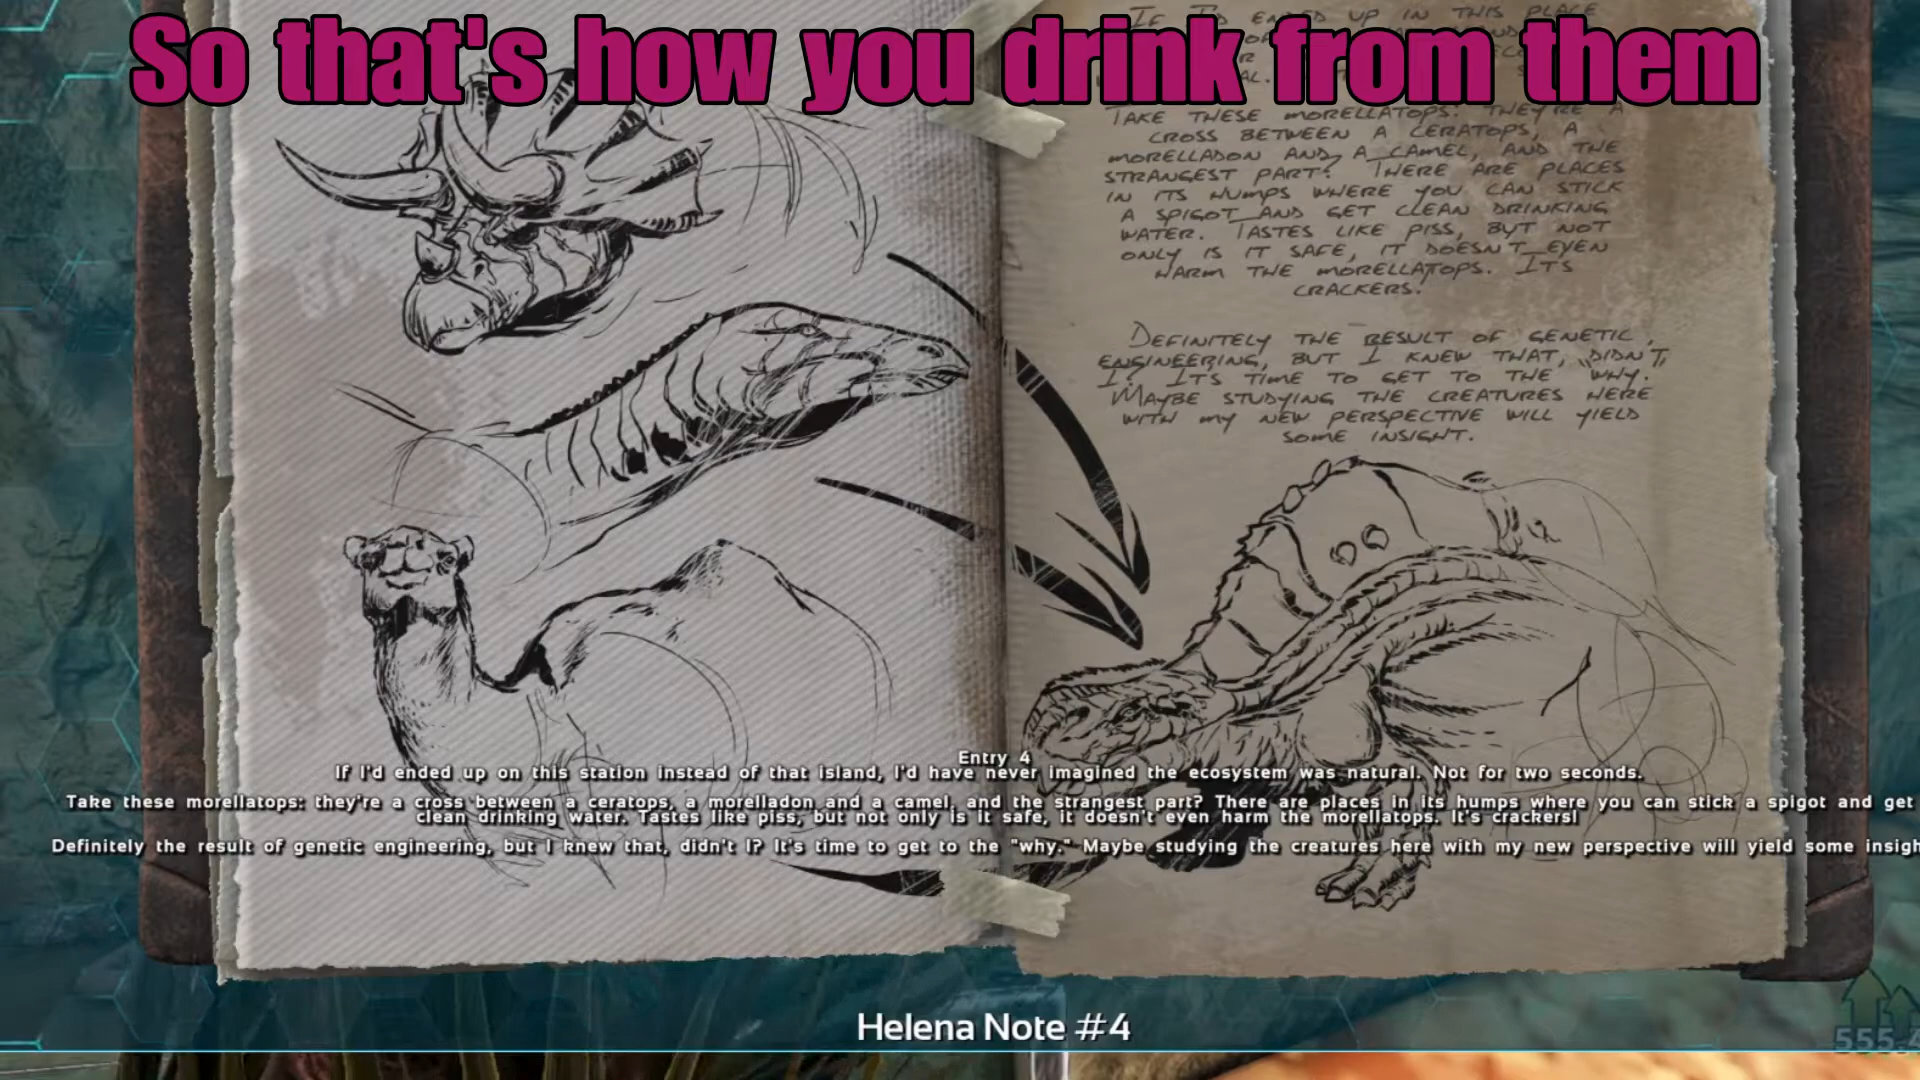 So that's how you drink from them
IF I'D ENDED UP IN THIS PLACE
TAKE THESE MORELLATOPS: THEY'RE A
CROSS BETWEEN A CERATOPS, A
MORELLADON AND A CAMEL, AND THE
STRANGEST PART? THERE ARE PLACES
IN ITS HUMPS WHERE YOU CAN STICK
A SPIGOT AND GET CLEAN DRINKING
WATER. TASTES LIKE PISS, BUT NOT
ONLY IS IT SAFE, IT DOESN'T EVEN
HARM THE MORELLATOPS. ITS
CRACKERS.
DEFINITELY THE RESULT OF GENETIC
ENGINEERING, BUT I KNEW THAT, DIDN'T
I? ITS TIME TO GET TO THE "WHY."
MAYBE STUDYING THE CREATURES HERE
WITH MY NEW PERSPECTIVE WILL YIELD
SOME INSIGHT.
Entry 4
If I'd ended up on this station instead of that island, I'd have never imagined the ecosystem was natural. Not for two seconds.
Take these morellatops: they're a cross between a ceratops, a morelladon and a camel, and the strangest part? There are places in its humps where you can stick a spigot and get
clean drinking water. Tastes like piss, but not only is it safe, it doesn't even harm the morellatops. It's crackers!
Definitely the result of genetic engineering, but I knew that, didn't I? It's time to get to the "why." Maybe studying the creatures here with my new perspective will yield some insigh
Helena Note #4